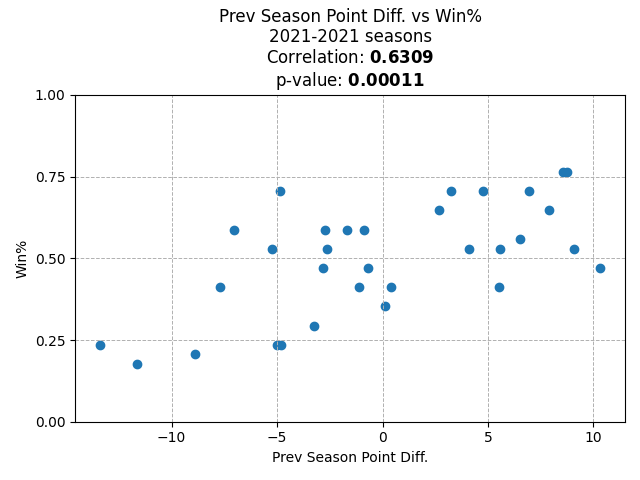 Prev Season Point Diff. vs Win%
2021-2021 seasons
Correlation: 0.6309
p-value: 0.00011
1.00
0.75
0.50
0.25
0.00
Win%
−10
−5
0
5
10
Prev Season Point Diff.